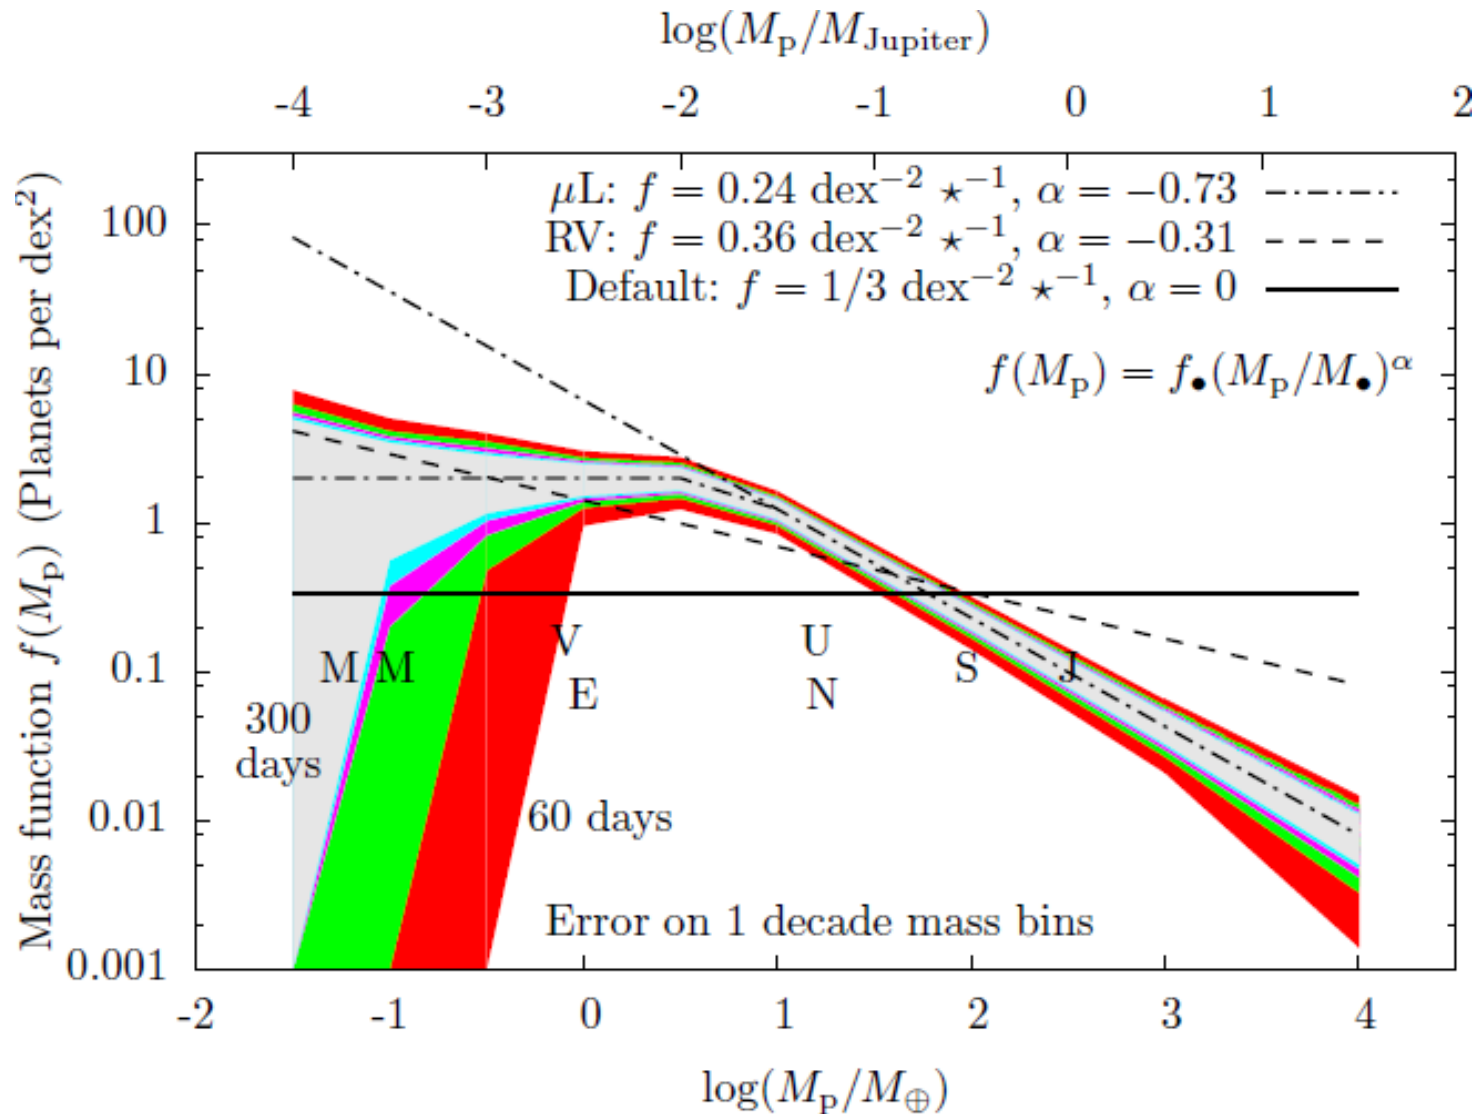 log(M_p/M_Jupiter)
-4 -3 -2 -1 0 1 2
μL: f = 0.24 dex⁻² ⋆⁻¹, α = −0.73
RV: f = 0.36 dex⁻² ⋆⁻¹, α = −0.31
Default: f = 1/3 dex⁻² ⋆⁻¹, α = 0
f(M_p) = f_•(M_p/M_•)^α
Mass function f(M_p) (Planets per dex²)
100
10
1
0.1
0.01
0.001
V U
M M S J
E N
300
days
60 days
Error on 1 decade mass bins
-2 -1 0 1 2 3 4
log(M_p/M_⊕)